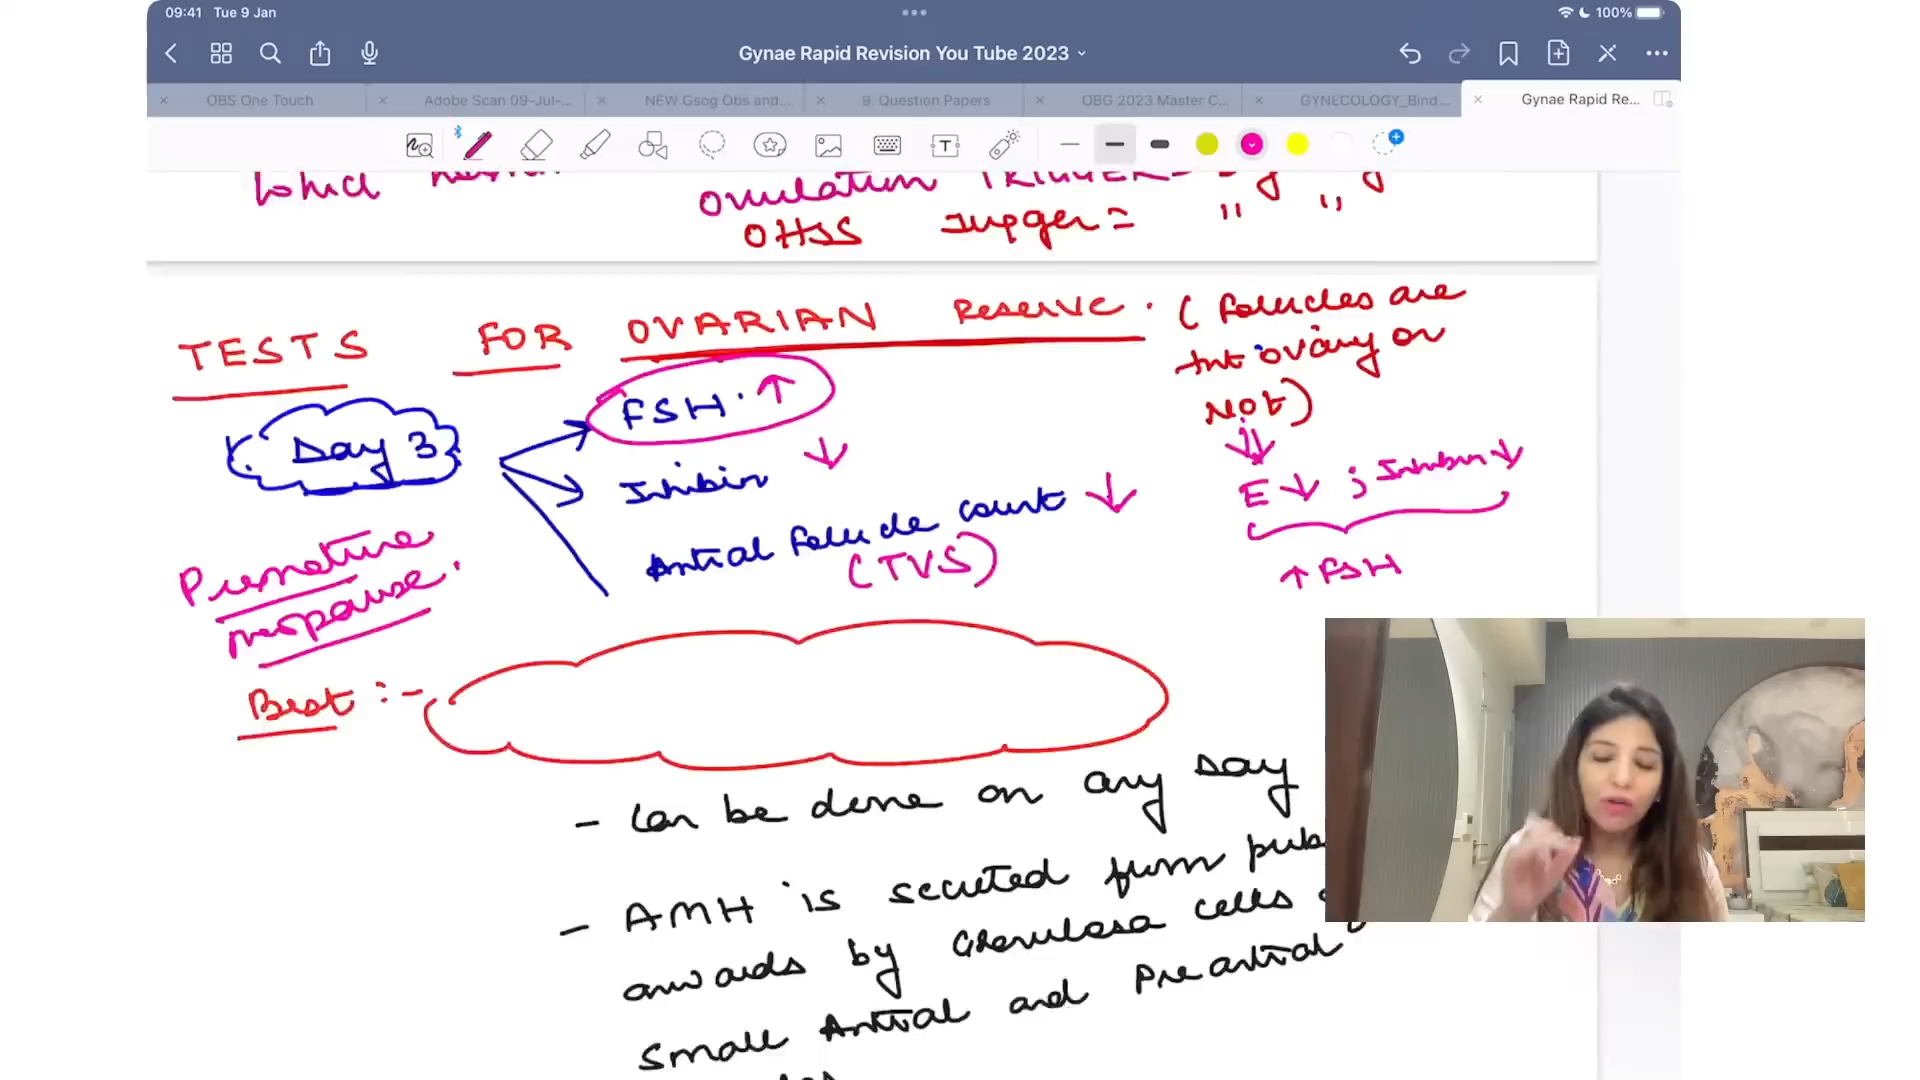 09:41 Tue 9 Jan
100%
Gynae Rapid Revision You Tube 2023
OBS One Touch
Adobe Scan 09-Jul-...
NEW Gsog Obs and...
9. Question Papers
OBG 2023 Master C...
GYNECOLOGY_Bind...
Gynae Rapid Re...
which
ovulation TRIGGER =
OHSS =
TESTS FOR OVARIAN Reserve. (follicles are
ovary or
Not)
Day 3
FSH. ↑
Inhibin ↓
Antral follicle count ↓
(TVS)
E ↓ ; Inhibin ↓
↑ FSH
Premature
menopause.
Best :-
- Can be done on any Day
- AMH is secreted from pub
by Granulosa cells
small Antral and Preantral